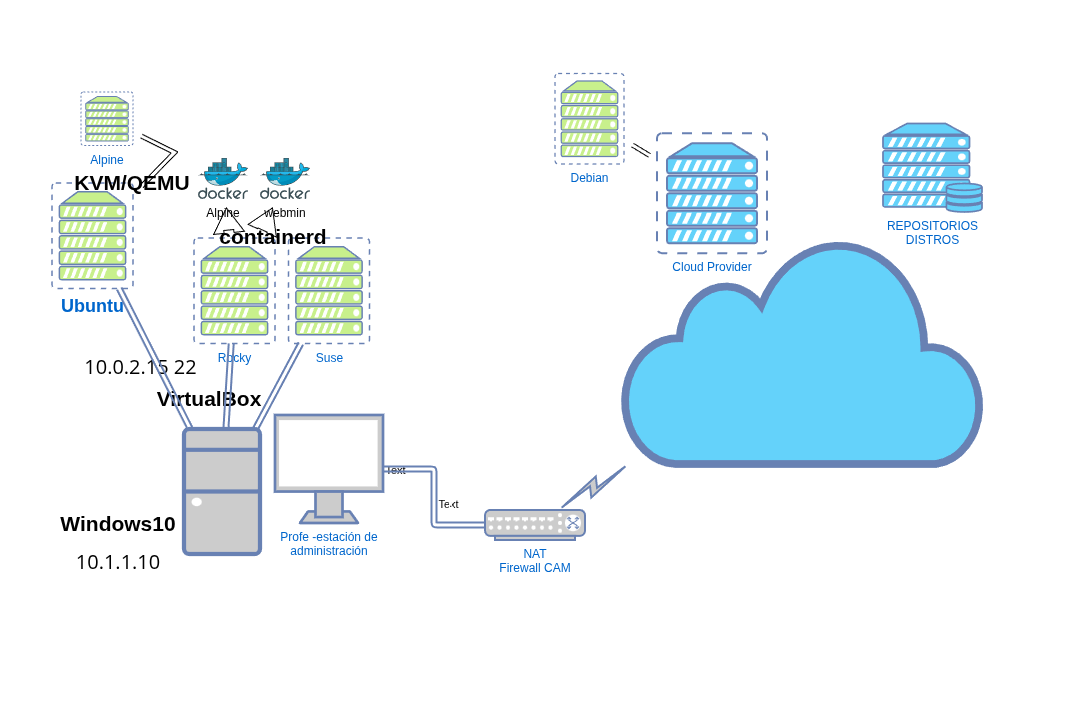 Alpine
KVM/QEMU
docker
docker
Alpine
Webmin
containerd
Ubuntu
Rocky
Suse
10.0.2.15 22
VirtualBox
Windows10
10.1.1.10
Profe -estación de
administración
Text
Text
NAT
Firewall CAM
Debian
Cloud Provider
REPOSITORIOS
DISTROS